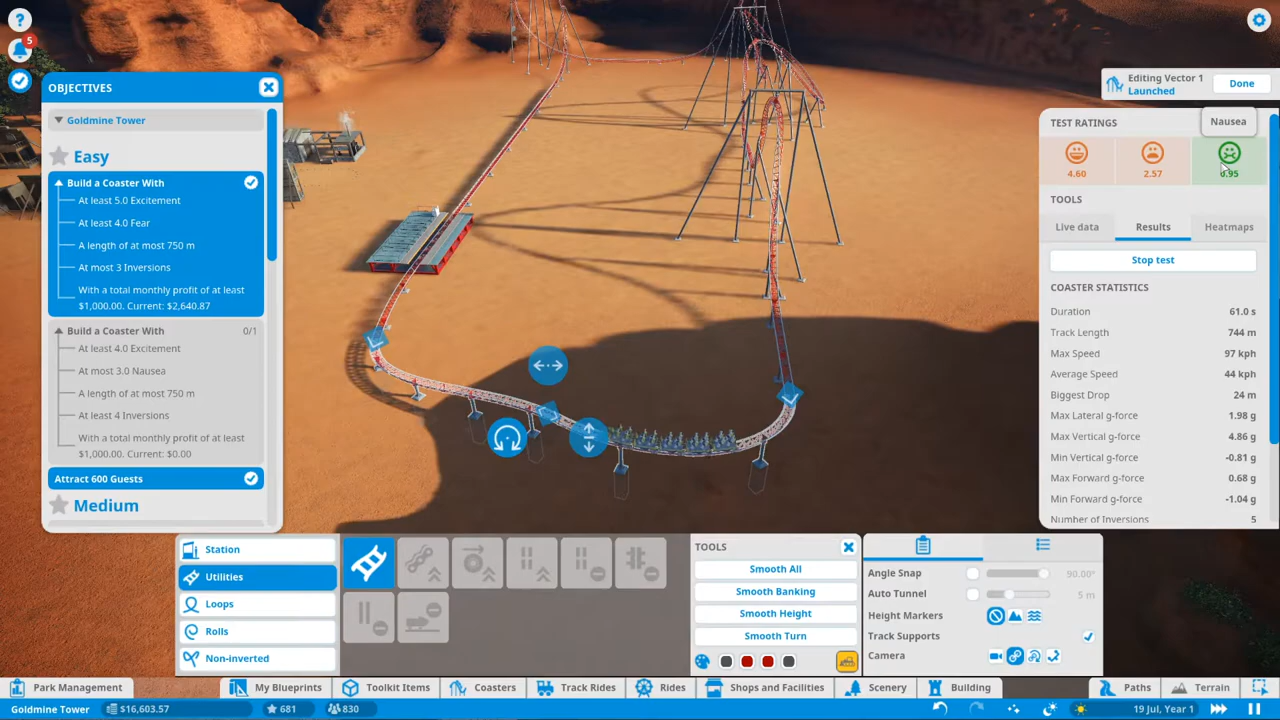 ?
5
OBJECTIVES
Goldmine Tower
Easy
Build a Coaster With
At least 5.0 Excitement
At least 4.0 Fear
A length of at most 750 m
At most 3 Inversions
With a total monthly profit of at least
$1,000.00. Current: $2,640.87
Build a Coaster With 0/1
At least 4.0 Excitement
At least 3.0 Nausea
A length of at most 750 m
At least 4 Inversions
With a total monthly profit of at least
$1,000.00. Current: $0.00
Attract 600 Guests
Medium
Editing Vector 1
Launched
Done
TEST RATINGS
Nausea
4.60 2.57 0.95
TOOLS
Live data Results Heatmaps
Stop test
COASTER STATISTICS
Duration 61.0 s
Track Length 744 m
Max Speed 97 kph
Average Speed 44 kph
Biggest Drop 24 m
Max Lateral g-force 1.98 g
Max Vertical g-force 4.86 g
Min Vertical g-force -0.81 g
Max Forward g-force 0.68 g
Min Forward g-force -1.04 g
Number of Inversions 5
Station
Utilities
Loops
Rolls
Non-inverted
TOOLS
Smooth All
Smooth Banking
Smooth Height
Smooth Turn
Angle Snap 90.00°
Auto Tunnel 5 m
Height Markers
Track Supports
Camera
Park Management My Blueprints Toolkit Items Coasters Track Rides Rides Shops and Facilities Scenery Building Paths Terrain
Goldmine Tower $16,603.57 681 830 19 Jul, Year 1